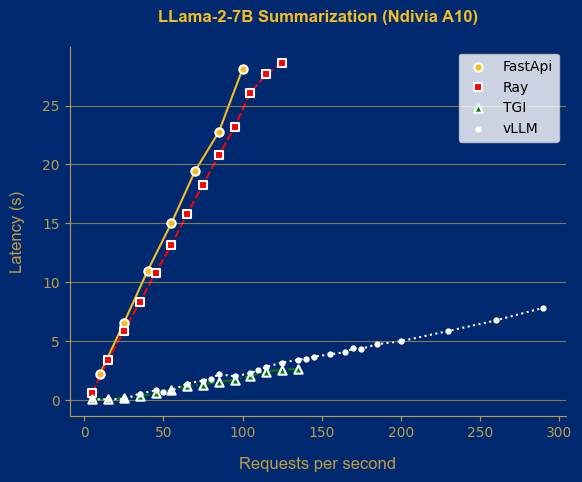 LLama-2-7B Summarization (Ndivia A10)
FastApi
Ray
TGI
vLLM
Latency (s)
25
20
15
10
5
0
0 50 100 150 200 250 300
Requests per second